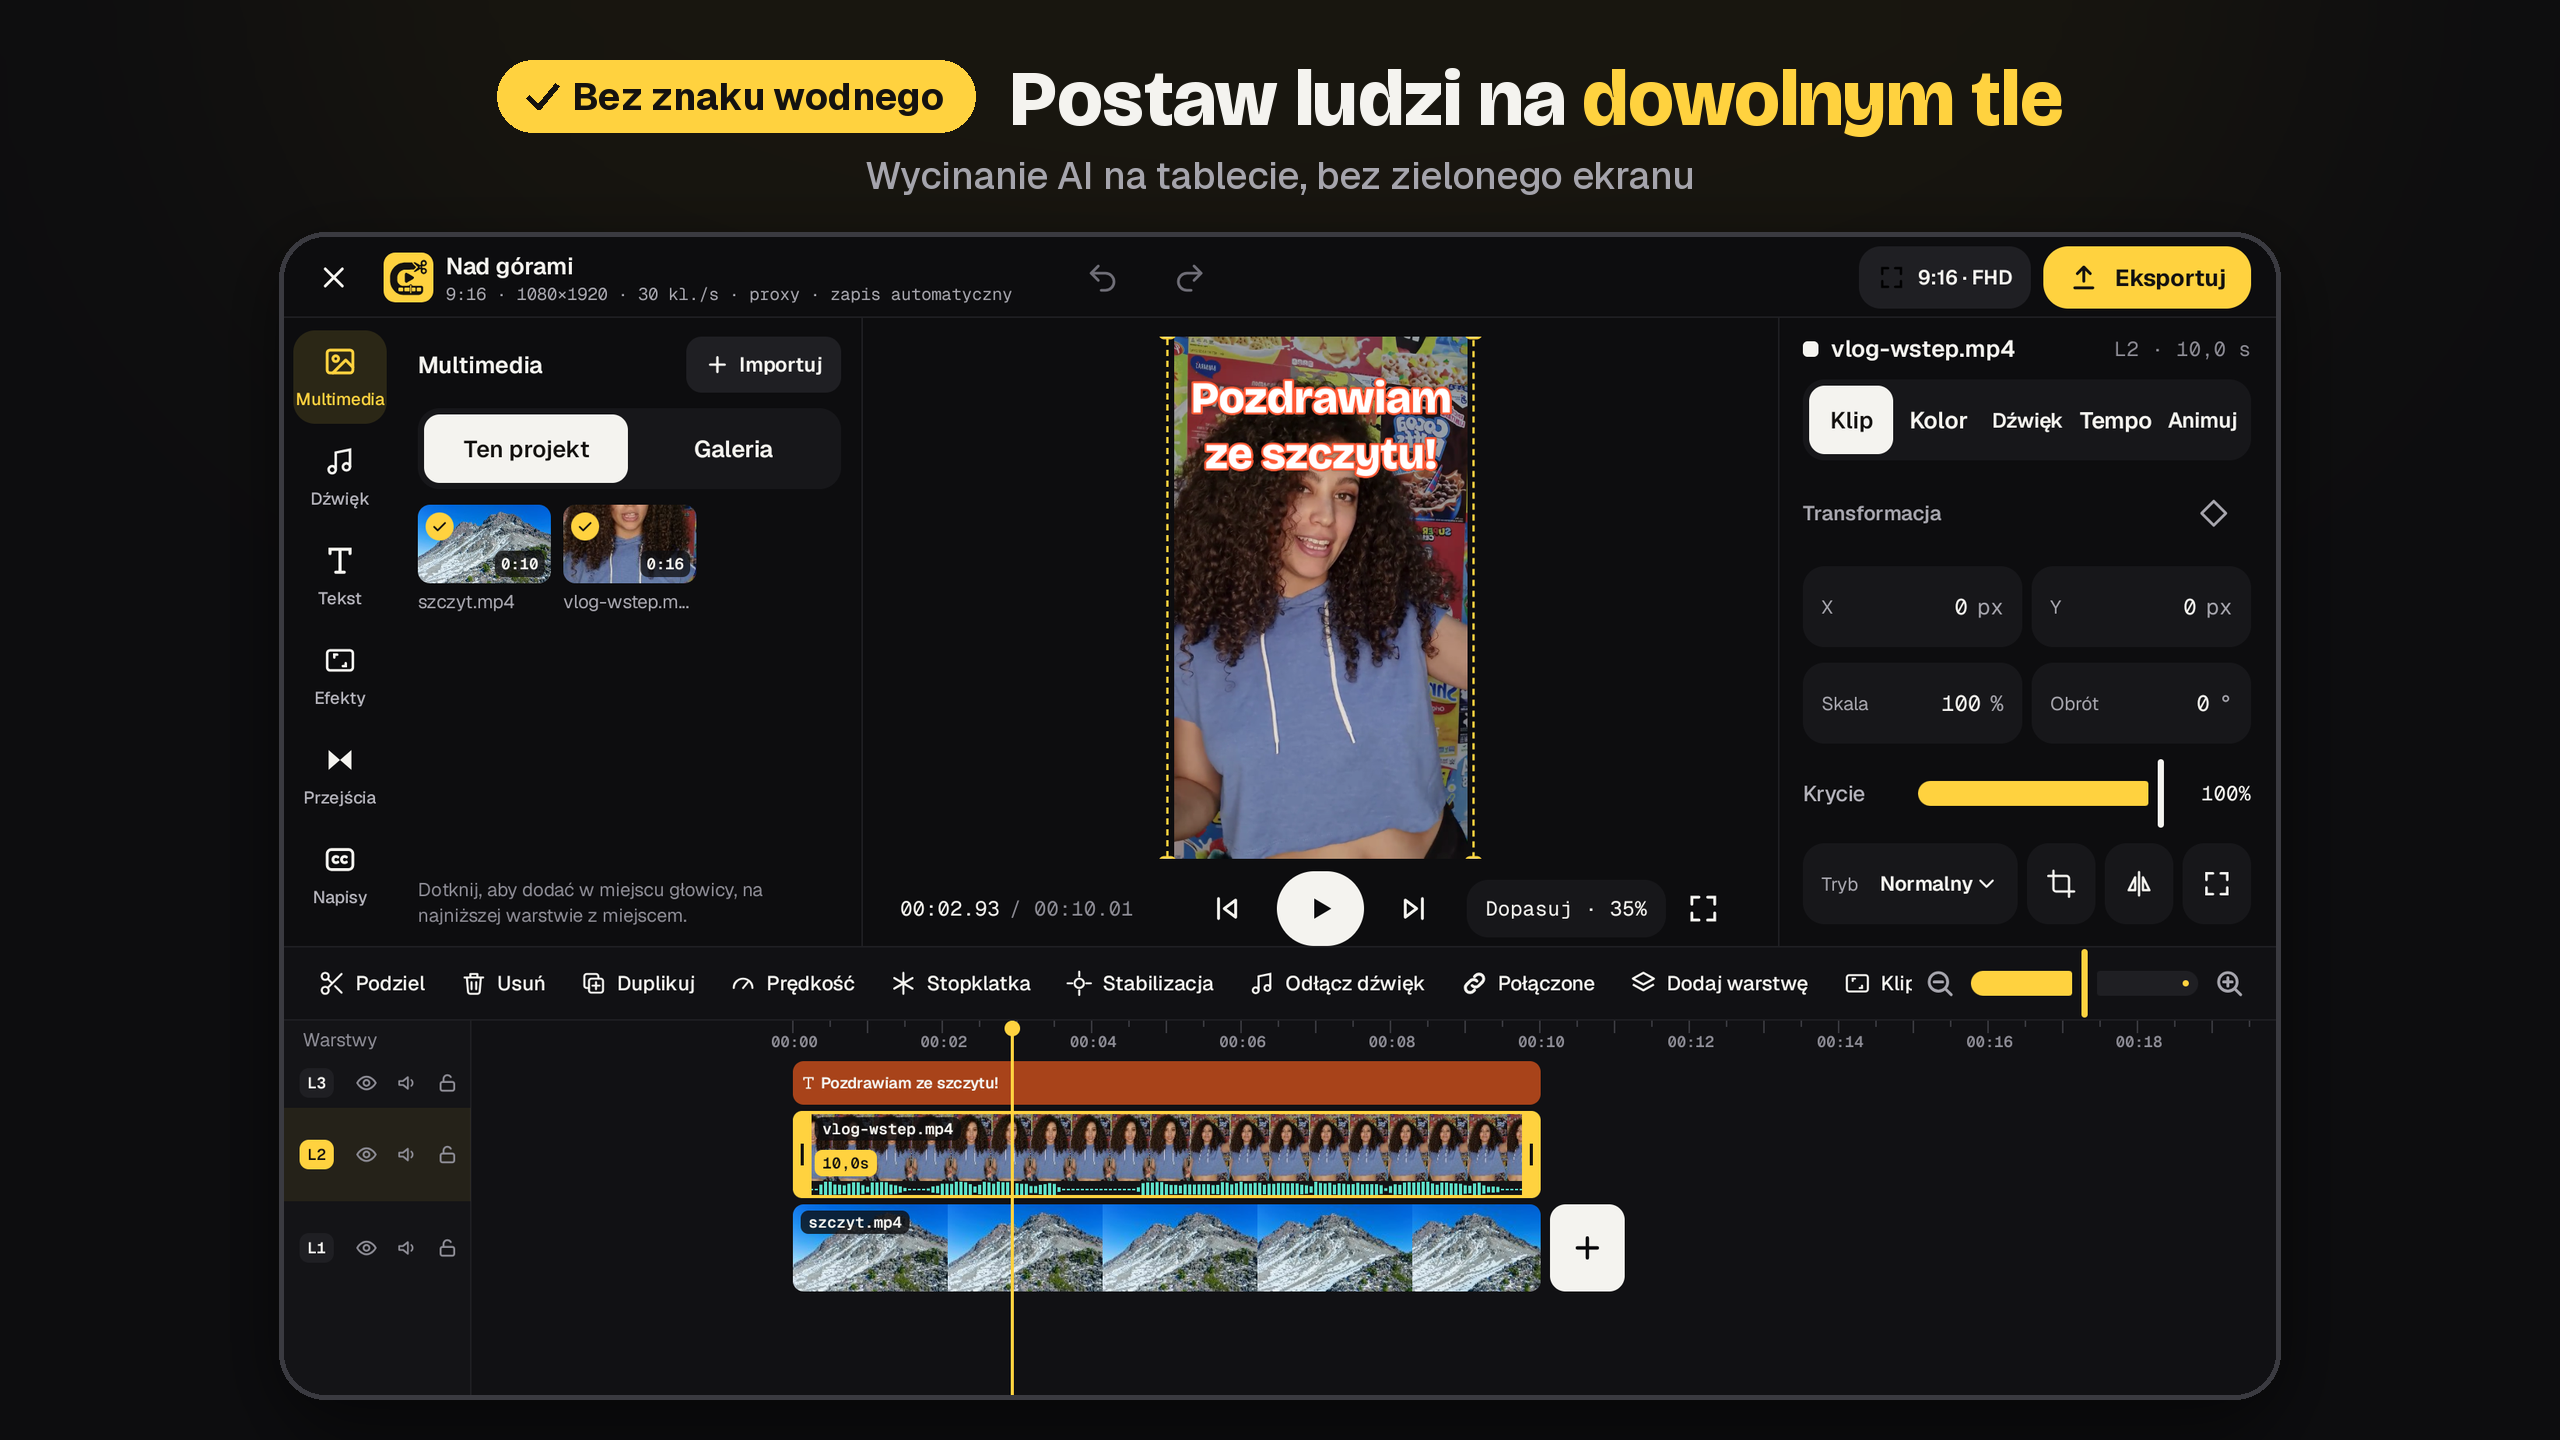 Bez znaku wodnego
Postaw ludzi na dowolnym tle
Wycinanie AI na tablecie, bez zielonego ekranu
Nad górami
9:16 · 1080×1920 · 30 kl./s · proxy · zapis automatyczny
9:16 · FHD
Eksportuj
Multimedia
Dźwięk
Tekst
Efekty
Przejścia
Napisy
Multimedia
Importuj
Ten projekt
Galeria
0:10
0:16
szczyt.mp4
vlog-wstep.m...
Dotknij, aby dodać w miejscu głowicy, na
najniższej warstwie z miejscem.
Pozdrawiam
ze szczytu!
00:02.93 / 00:10.01
Dopasuj · 35%
vlog-wstep.mp4
L2 · 10,0 s
Klip
Kolor
Dźwięk
Tempo
Animuj
Transformacja
X 0 px
Y 0 px
Skala 100 %
Obrót 0 °
Krycie 100%
Tryb Normalny
Podziel
Usuń
Duplikuj
Prędkość
Stopklatka
Stabilizacja
Odłącz dźwięk
Połączone
Dodaj warstwę
Klip
Warstwy
00:00 00:02 00:04 00:06 00:08 00:10 00:12 00:14 00:16 00:18
L3
T Pozdrawiam ze szczytu!
L2
vlog-wstep.mp4
10,0s
L1
szczyt.mp4